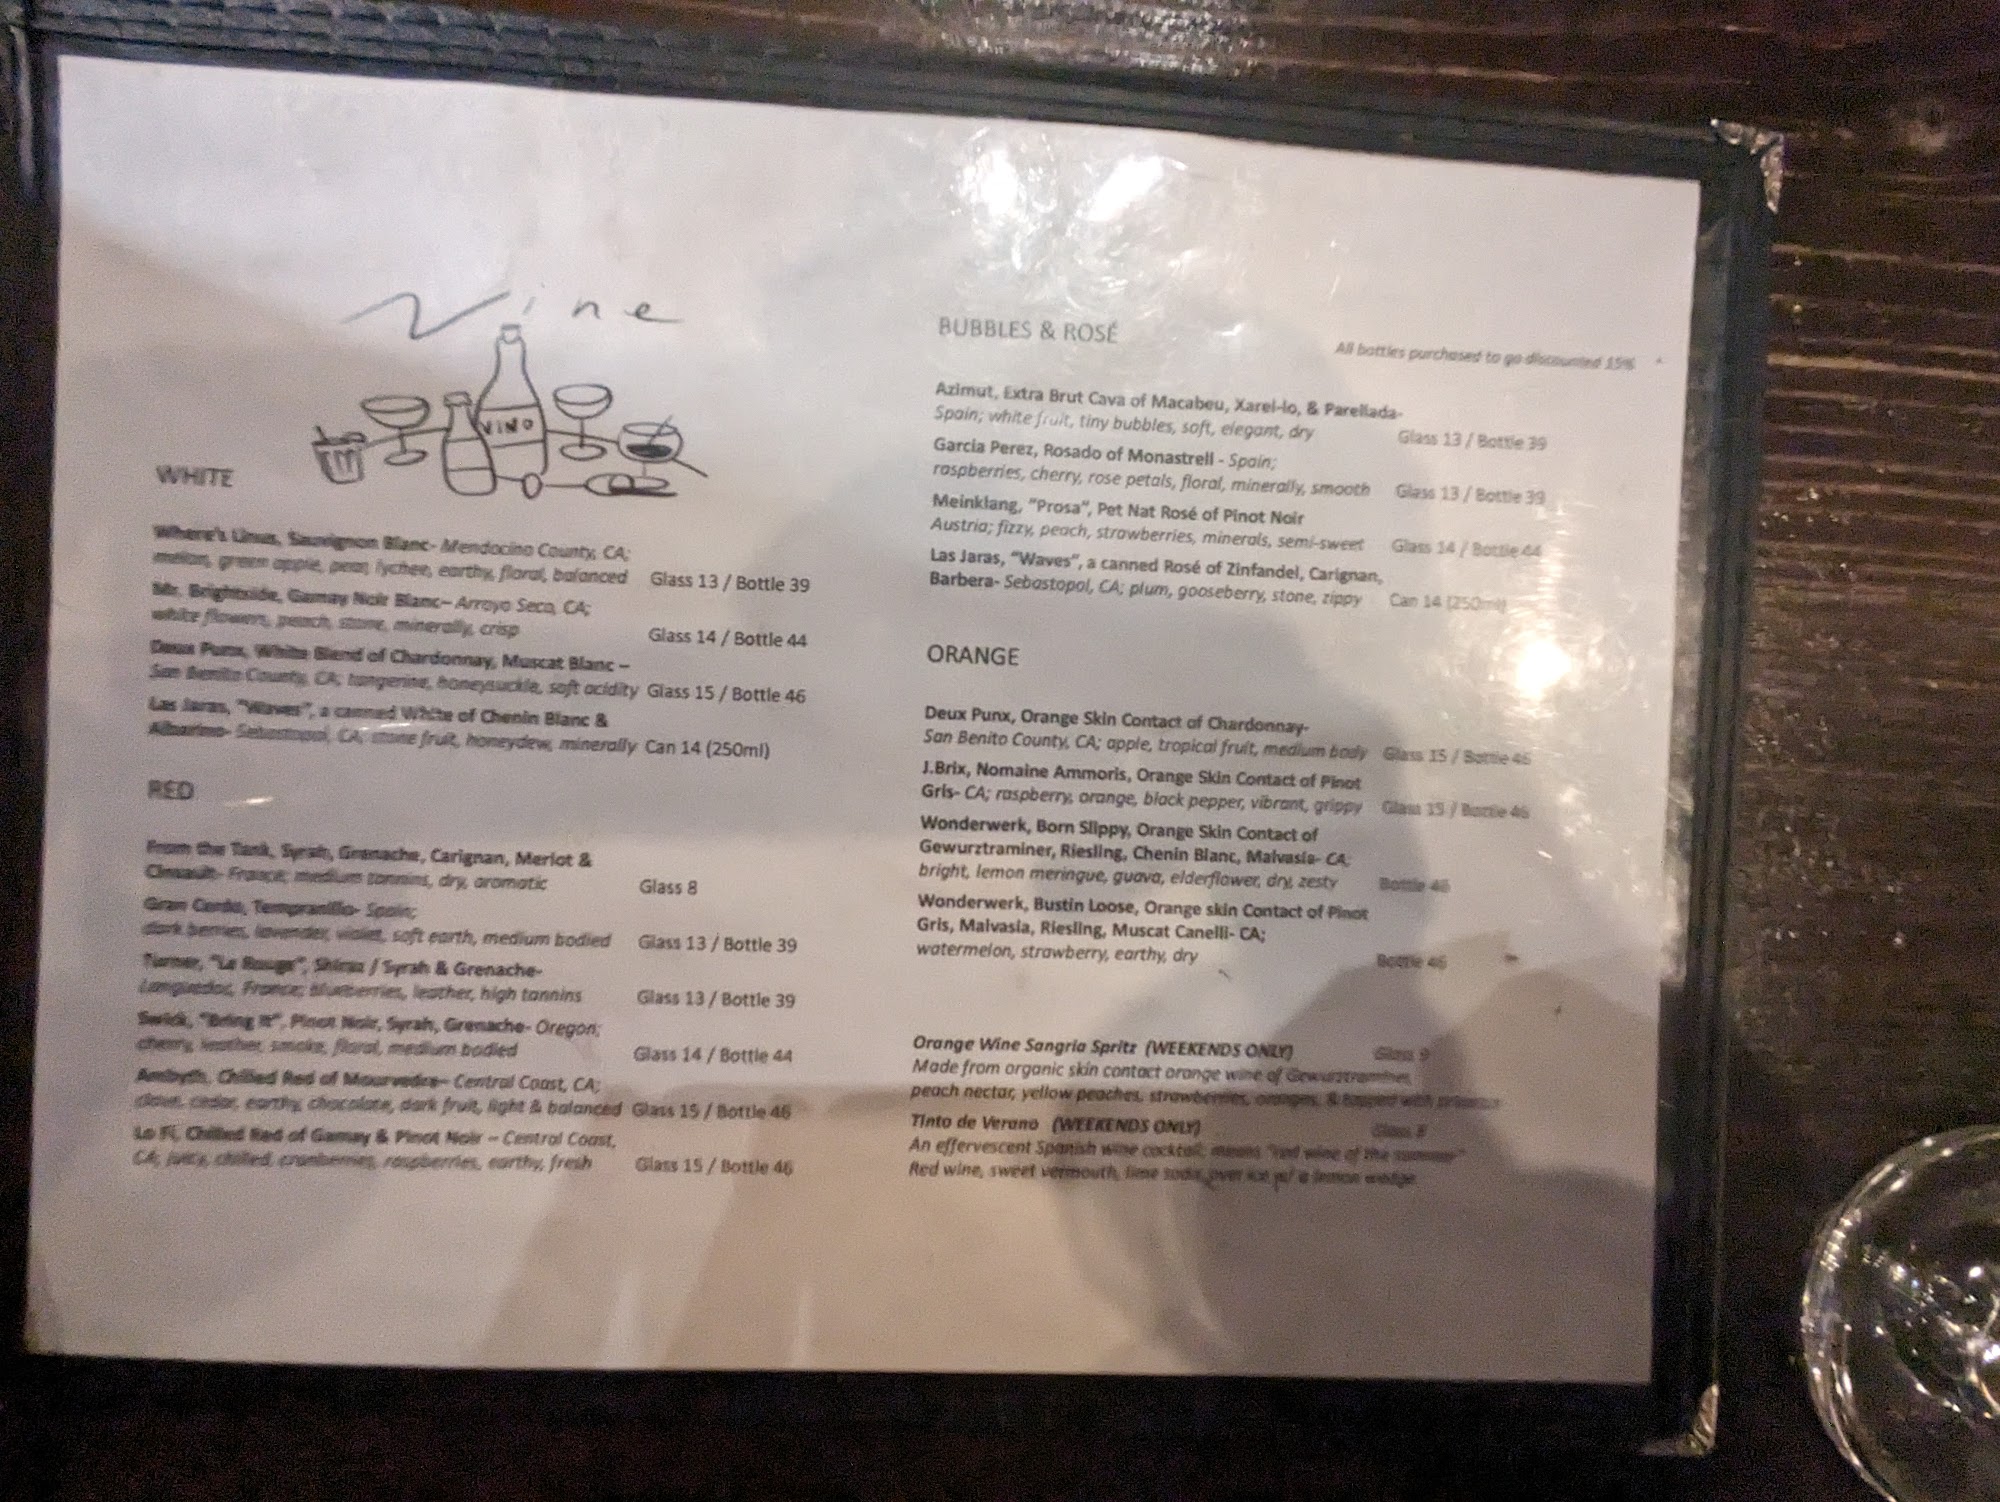 Vine
VINO
WHITE
Where's Linus, Sauvignon Blanc- Mendocino County, CA;
melon, green apple, pear, lychee, earthy, floral, balanced Glass 13 / Bottle 39
Mr. Brightside, Gamay Noir Blanc– Arroyo Seco, CA;
white flowers, peach, stone, minerally, crisp Glass 14 / Bottle 44
Deux Punx, White Blend of Chardonnay, Muscat Blanc –
San Benito County, CA; tangerine, honeysuckle, soft acidity Glass 15 / Bottle 46
Las Jaras, "Waves", a canned White of Chenin Blanc &
Albarino- Sebastopol, CA; stone fruit, honeydew, minerally Can 14 (250ml)
RED
From the Tank, Syrah, Grenache, Carignan, Merlot &
Cinsault- France; medium tannins, dry, aromatic Glass 8
Gran Cerdo, Tempranillo- Spain;
dark berries, lavender, violet, soft earth, medium bodied Glass 13 / Bottle 39
Turner, "Le Rouge", Shiraz / Syrah & Grenache-
Languedoc, France; blueberries, leather, high tannins Glass 13 / Bottle 39
Swick, "Bring It", Pinot Noir, Syrah, Grenache- Oregon;
cherry, leather, smoke, floral, medium bodied Glass 14 / Bottle 44
Ambyth, Chilled Red of Mourvedre– Central Coast, CA;
clove, cedar, earthy, chocolate, dark fruit, light & balanced Glass 15 / Bottle 46
Lo Fi, Chilled Red of Gamay & Pinot Noir – Central Coast,
CA; juicy, chilled, cranberries, raspberries, earthy, fresh Glass 15 / Bottle 46
BUBBLES & ROSÉ
All bottles purchased to go discounted 15%
Azimut, Extra Brut Cava of Macabeu, Xarel-lo, & Parellada-
Spain; white fruit, tiny bubbles, soft, elegant, dry Glass 13 / Bottle 39
Garcia Perez, Rosado of Monastrell - Spain;
raspberries, cherry, rose petals, floral, minerally, smooth Glass 13 / Bottle 39
Meinklang, "Prosa", Pet Nat Rosé of Pinot Noir
Austria; fizzy, peach, strawberries, minerals, semi-sweet Glass 14 / Bottle 44
Las Jaras, "Waves", a canned Rosé of Zinfandel, Carignan,
Barbera- Sebastopol, CA; plum, gooseberry, stone, zippy Can 14 (250ml)
ORANGE
Deux Punx, Orange Skin Contact of Chardonnay-
San Benito County, CA; apple, tropical fruit, medium body Glass 15 / Bottle 46
J.Brix, Nomaine Ammoris, Orange Skin Contact of Pinot
Gris- CA; raspberry, orange, black pepper, vibrant, grippy Glass 15 / Bottle 46
Wonderwerk, Born Slippy, Orange Skin Contact of
Gewurztraminer, Riesling, Chenin Blanc, Malvasia- CA;
bright, lemon meringue, guava, elderflower, dry, zesty Bottle 46
Wonderwerk, Bustin Loose, Orange skin Contact of Pinot
Gris, Malvasia, Riesling, Muscat Canelli- CA;
watermelon, strawberry, earthy, dry Bottle 46
Orange Wine Sangria Spritz (WEEKENDS ONLY) Glass 9
Made from organic skin contact orange wine of Gewurztraminer,
peach nectar, yellow peaches, strawberries, oranges, & topped with prosecco
Tinto de Verano (WEEKENDS ONLY) Glass 8
An effervescent Spanish wine cocktail; means "red wine of the summer"
Red wine, sweet vermouth, lime soda, over ice w/ a lemon wedge